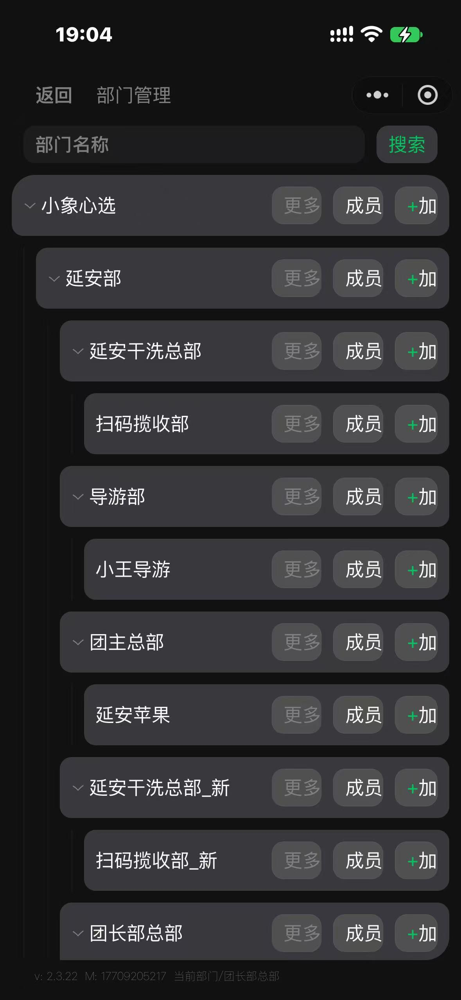 19:04
返回 部门管理
部门名称 搜索
小象心选 更多 成员 +加
延安部 更多 成员 +加
延安干洗总部 更多 成员 +加
扫码揽收部 更多 成员 +加
导游部 更多 成员 +加
小王导游 更多 成员 +加
团主总部 更多 成员 +加
延安苹果 更多 成员 +加
延安干洗总部_新 更多 成员 +加
扫码揽收部_新 更多 成员 +加
团长部总部 更多 成员 +加
v: 2.3.22 M: 17709205217 当前部门/团长部总部